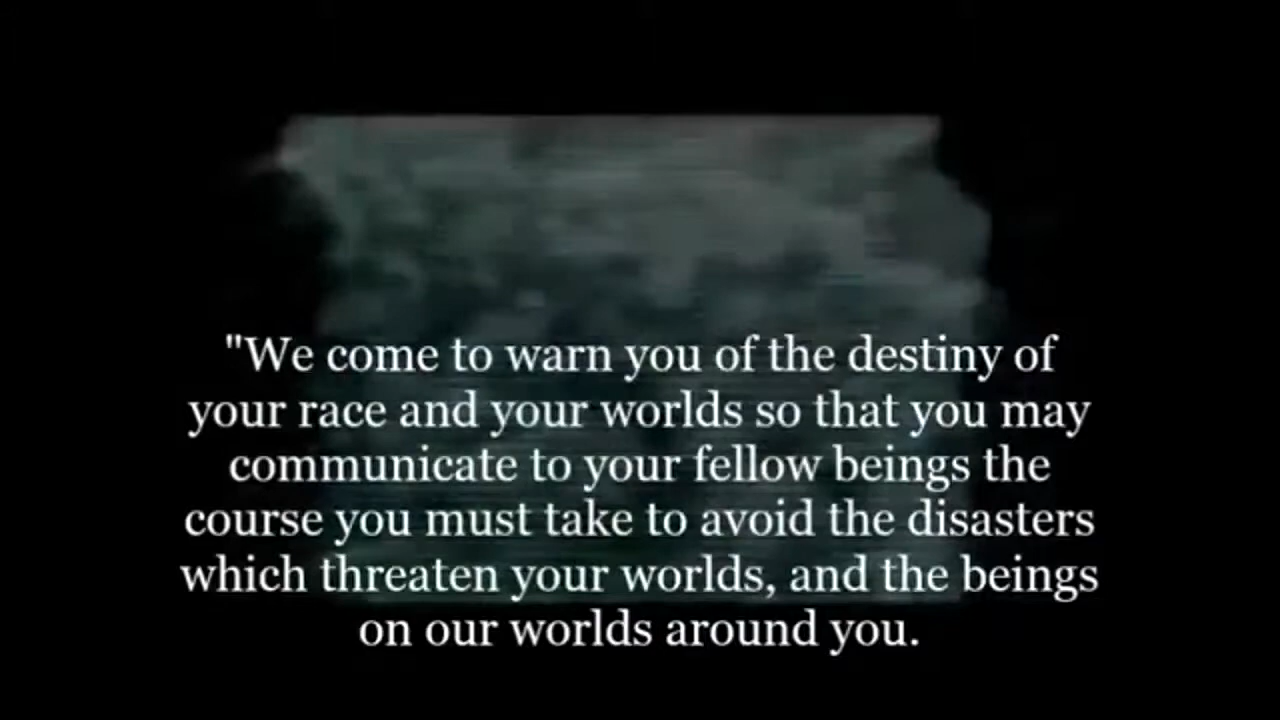 "We come to warn you of the destiny of
your race and your worlds so that you may
communicate to your fellow beings the
course you must take to avoid the disasters
which threaten your worlds, and the beings
on our worlds around you.